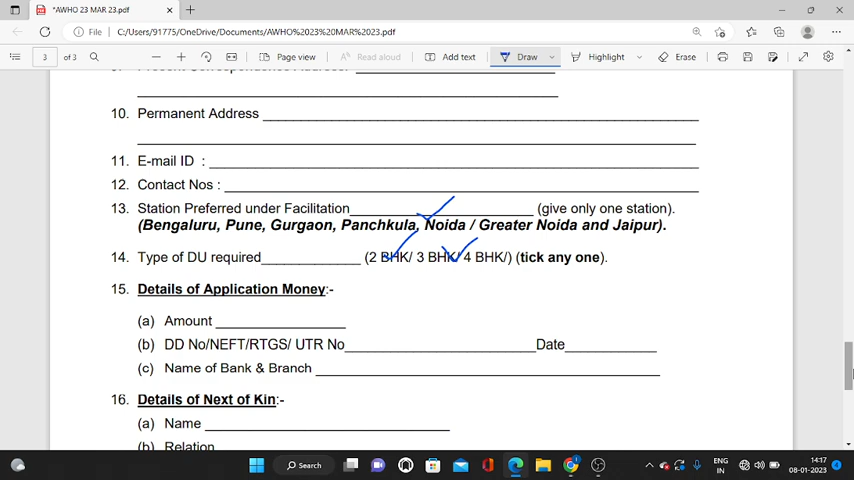 *AWHO 23 MAR 23.pdf
File C:/Users/91775/OneDrive/Documents/AWHO%2023%20MAR%2023.pdf
3 of 3 Page view Read aloud Add text Draw Highlight Erase
10. Permanent Address
11. E-mail ID :
12. Contact Nos :
13. Station Preferred under Facilitation (give only one station).
(Bengaluru, Pune, Gurgaon, Panchkula, Noida / Greater Noida and Jaipur).
14. Type of DU required (2 BHK/ 3 BHK/ 4 BHK/) (tick any one).
15. Details of Application Money:-
(a) Amount
(b) DD No/NEFT/RTGS/ UTR No Date
(c) Name of Bank & Branch
16. Details of Next of Kin:-
(a) Name
(b) Relation
Search ENG 14:17
IN 08-01-2023